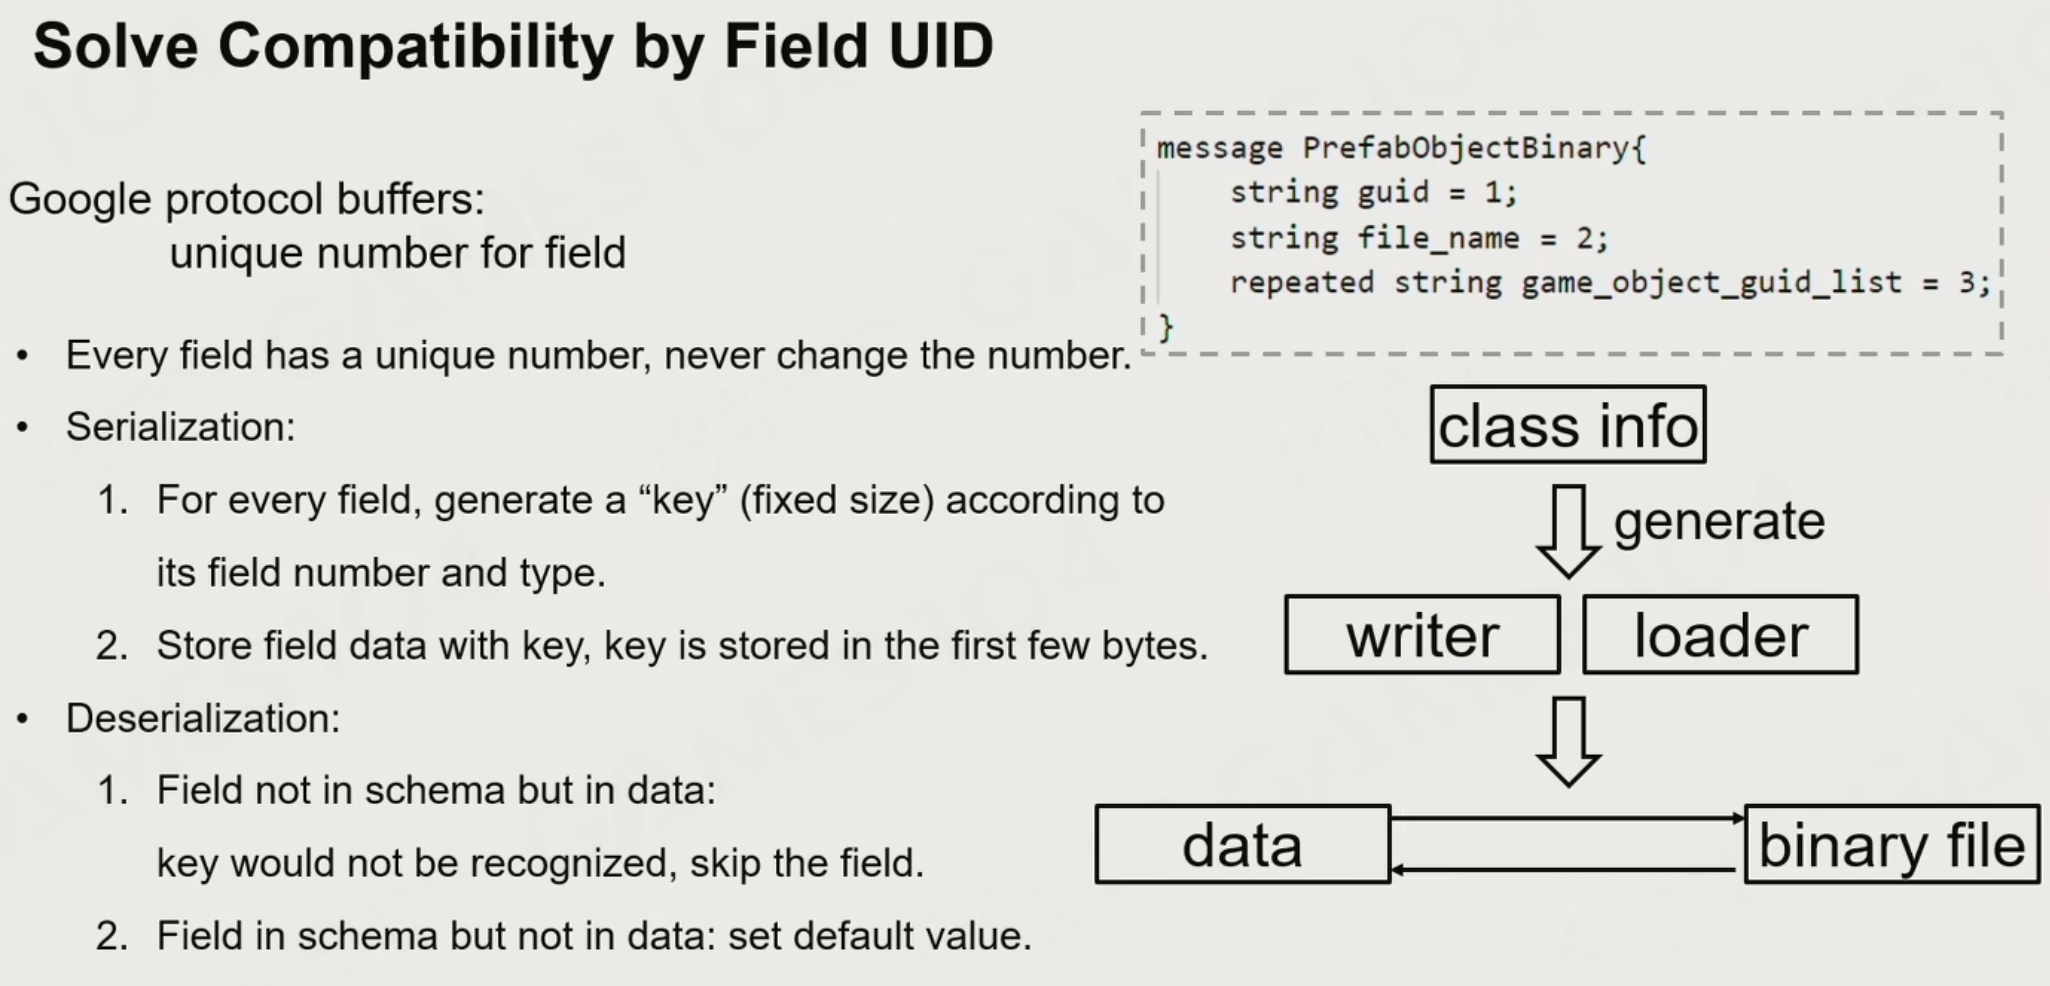 Solve Compatibility by Field UID
Google protocol buffers:
unique number for field
• Every field has a unique number, never change the number.
• Serialization:
1. For every field, generate a “key” (fixed size) according to
its field number and type.
2. Store field data with key, key is stored in the first few bytes.
• Deserialization:
1. Field not in schema but in data:
key would not be recognized, skip the field.
2. Field in schema but not in data: set default value.
message PrefabObjectBinary{
string guid = 1;
string file_name = 2;
repeated string game_object_guid_list = 3;
}
class info
generate
writer
loader
data
binary file